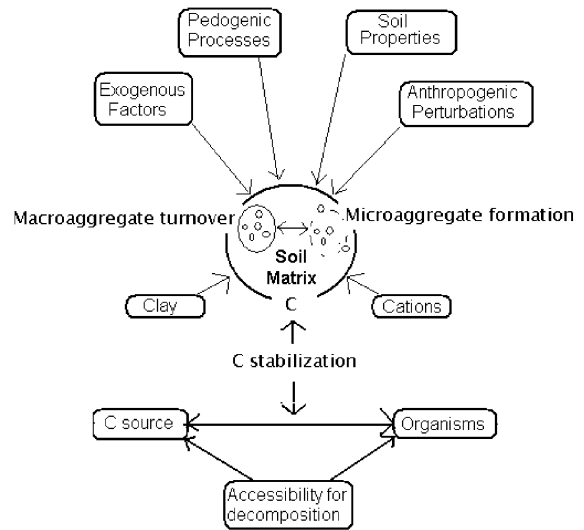 Pedogenic
Processes
Soil
Properties
Exogenous
Factors
Anthropogenic
Perturbations
Macroaggregate turnover
Microaggregate formation
Soil
Matrix
Clay
C
Cations
C stabilization
C source
Organisms
Accessibility for
decomposition